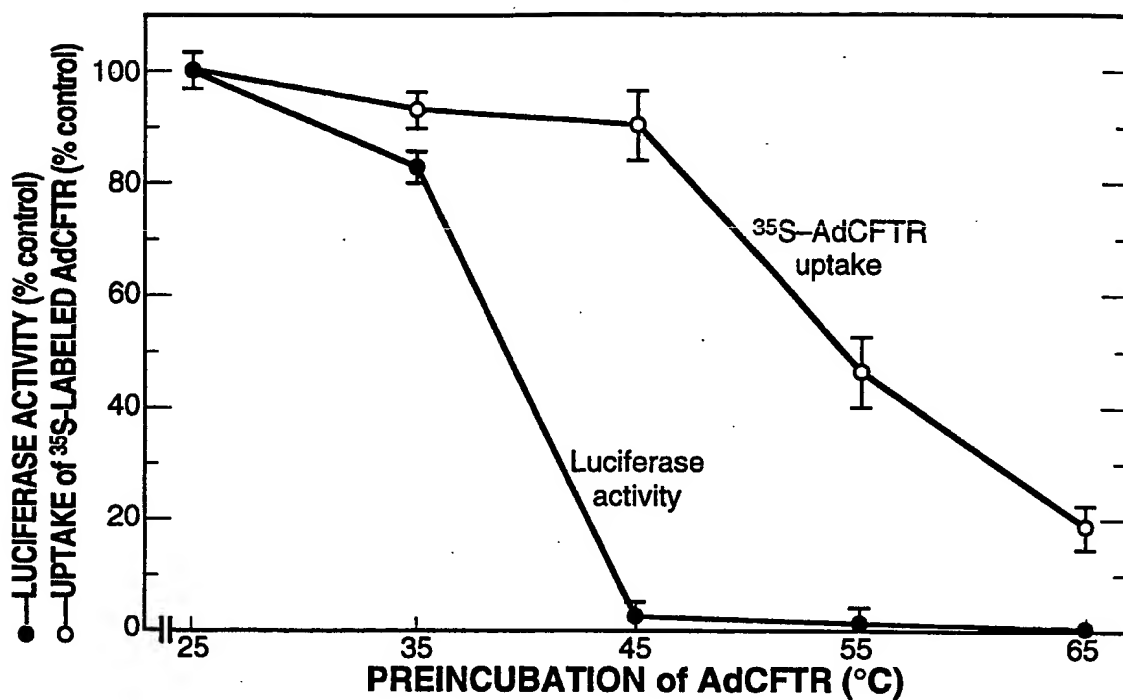 ●—LUCIFERASE ACTIVITY (% control)
○—UPTAKE of ³⁵S-LABELED AdCFTR (% control)
100
80
60
40
20
0
³⁵S–AdCFTR
uptake
Luciferase
activity
25 35 45 55 65
PREINCUBATION of AdCFTR (°C)